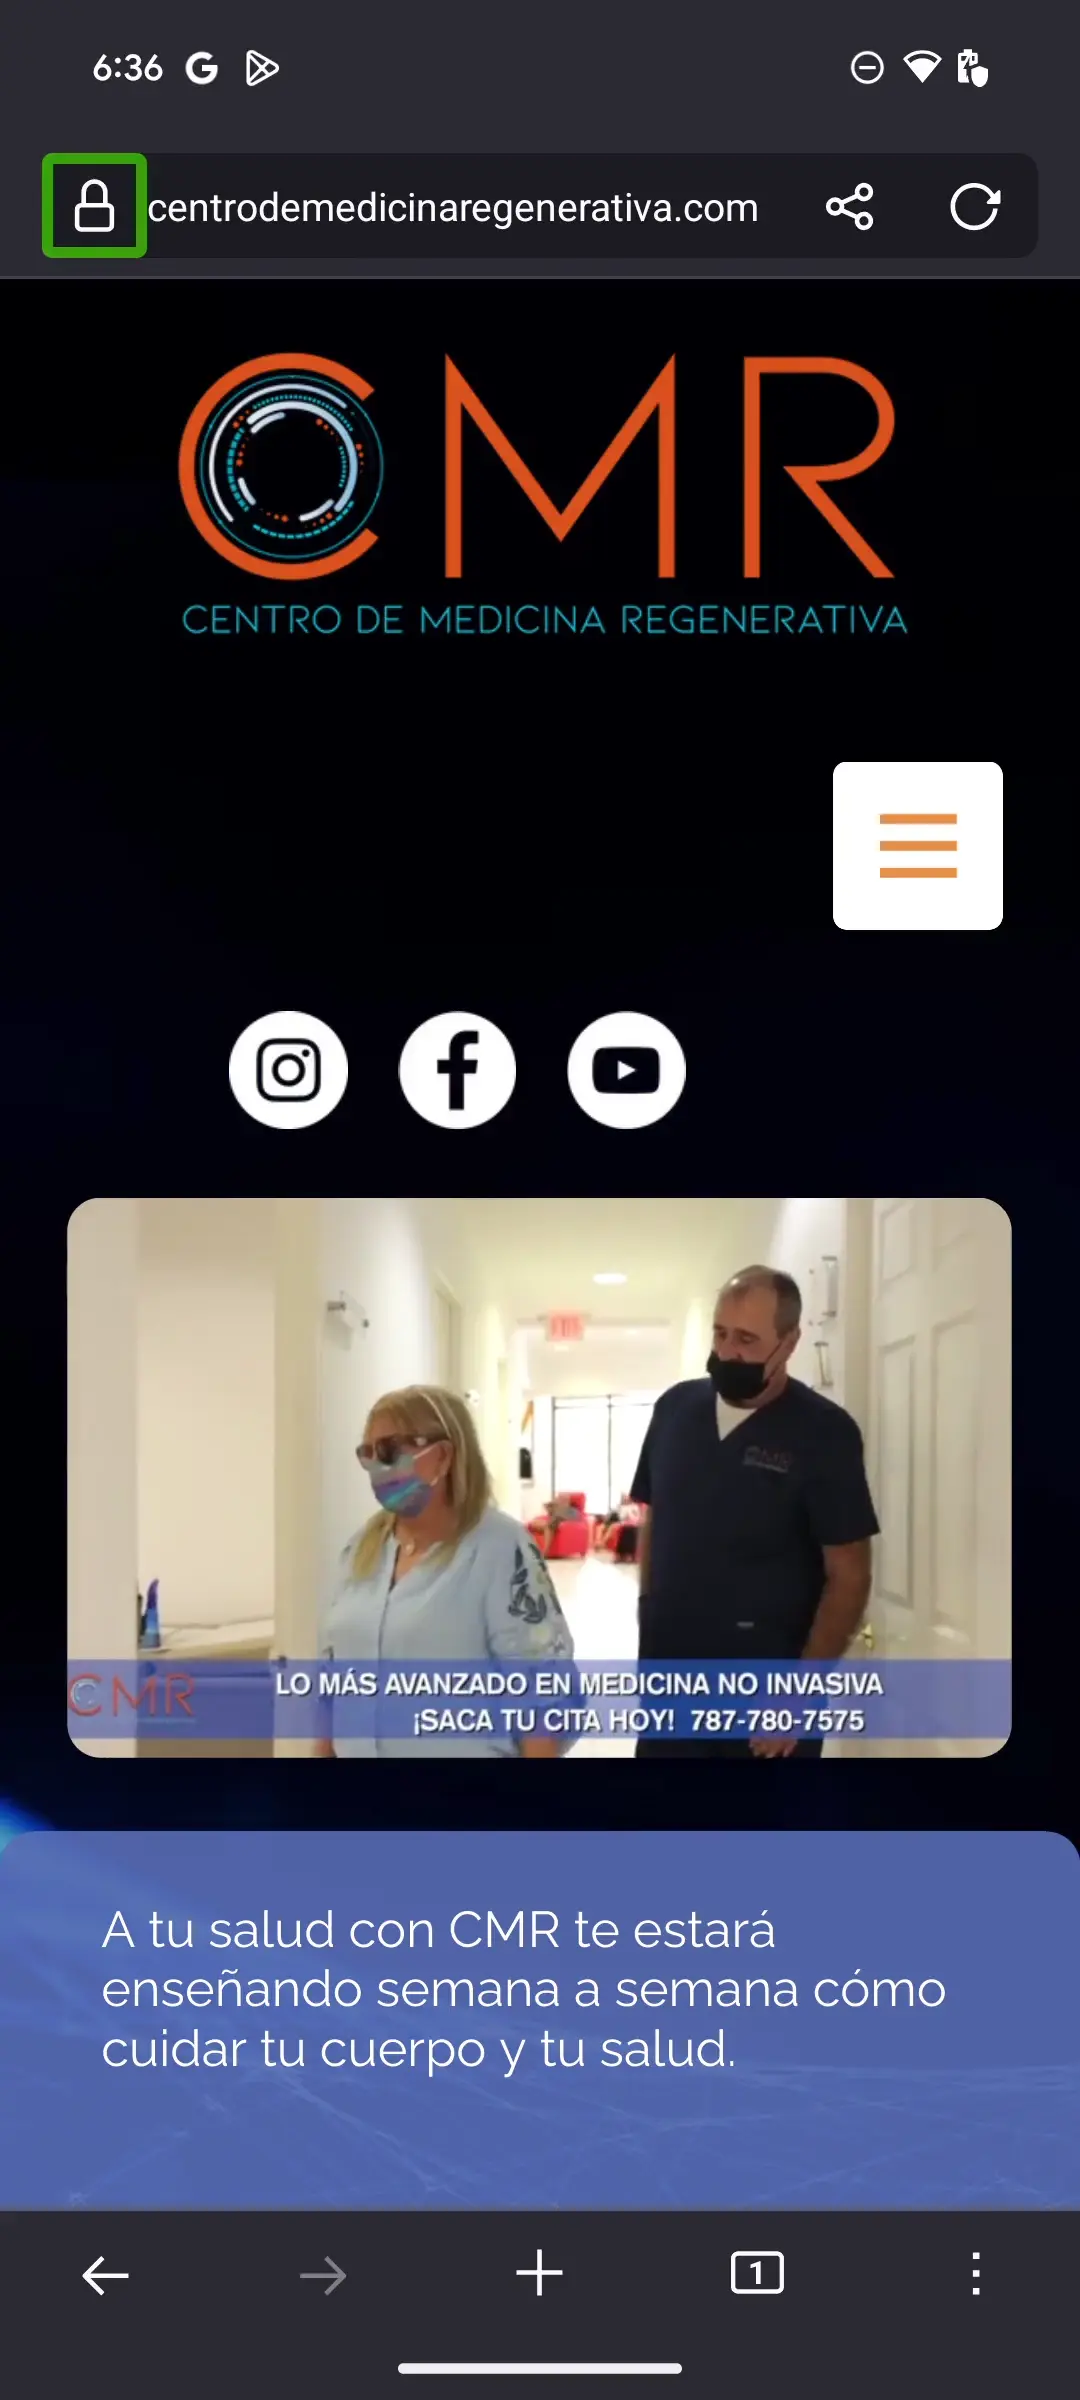 6:36
centrodemedicinaregenerativa.com
CMR
CENTRO DE MEDICINA REGENERATIVA
EXIT
CMR
CMR
LO MÁS AVANZADO EN MEDICINA NO INVASIVA
¡SACA TU CITA HOY! 787-780-7575
A tu salud con CMR te estará
enseñando semana a semana cómo
cuidar tu cuerpo y tu salud.
1